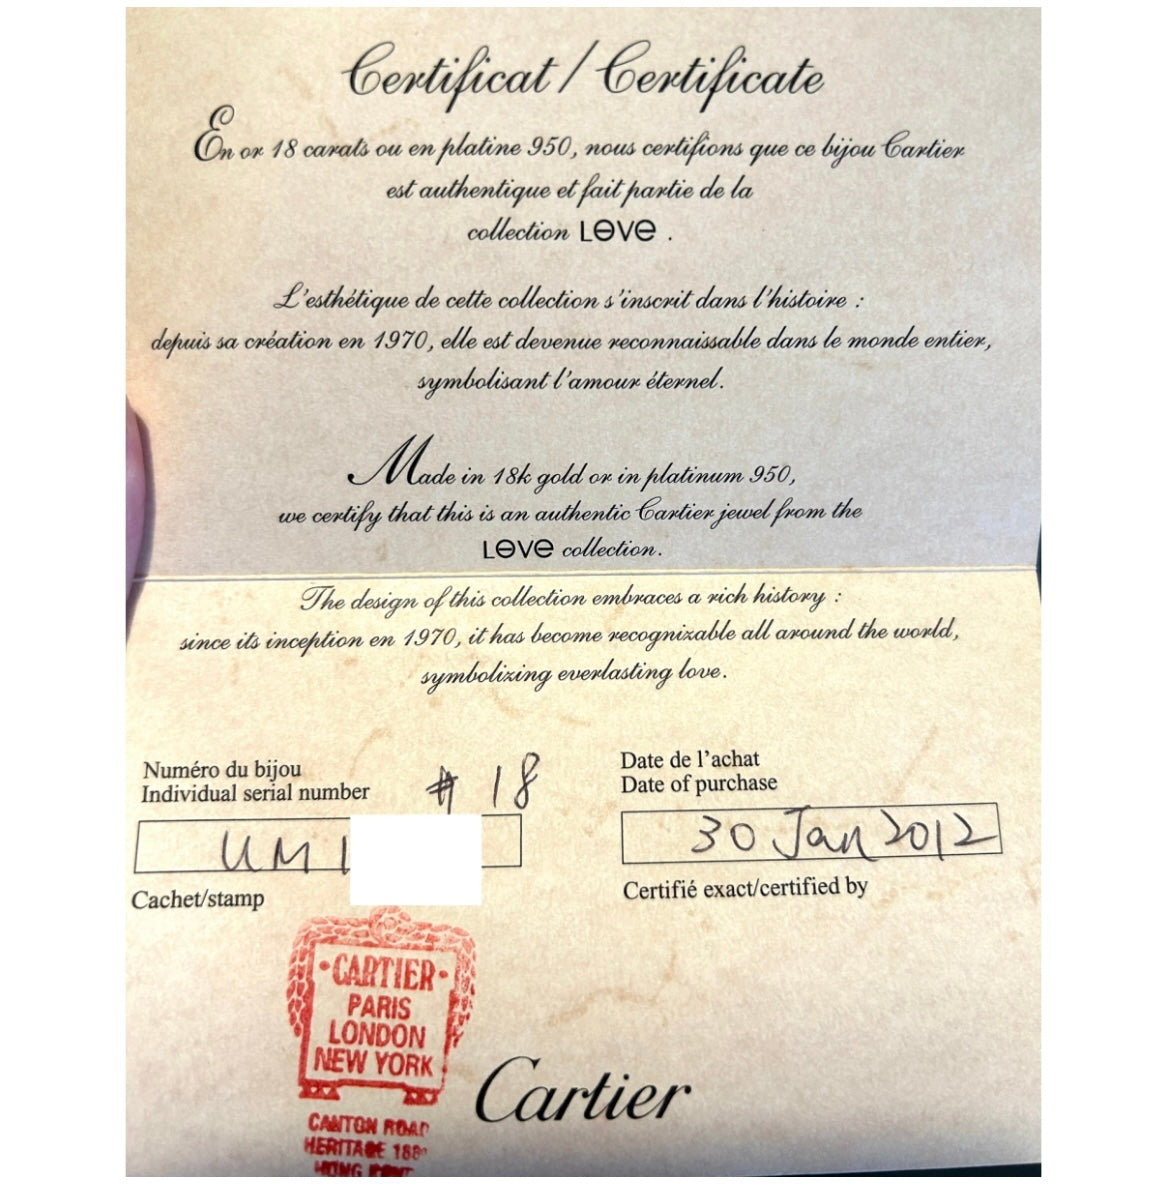 Certificat / Certificate
En or 18 carats ou en platine 950, nous certifions que ce bijou Cartier
est authentique et fait partie de la
collection LOVE .
L'esthétique de cette collection s'inscrit dans l'histoire :
depuis sa création en 1970, elle est devenue reconnaissable dans le monde entier,
symbolisant l'amour éternel.
Made in 18k gold or in platinum 950,
we certify that this is an authentic Cartier jewel from the
LOVE collection.
The design of this collection embraces a rich history :
since its inception en 1970, it has become recognizable all around the world,
symbolizing everlasting love.
Numéro du bijou
Individual serial number
# 18
UM1
Cachet/stamp
Date de l'achat
Date of purchase
30 Jan 2012
Certifié exact/certified by
·CARTIER·
PARIS
LONDON
NEW YORK
CANTON ROAD
HERITAGE
HONG KONG
Cartier